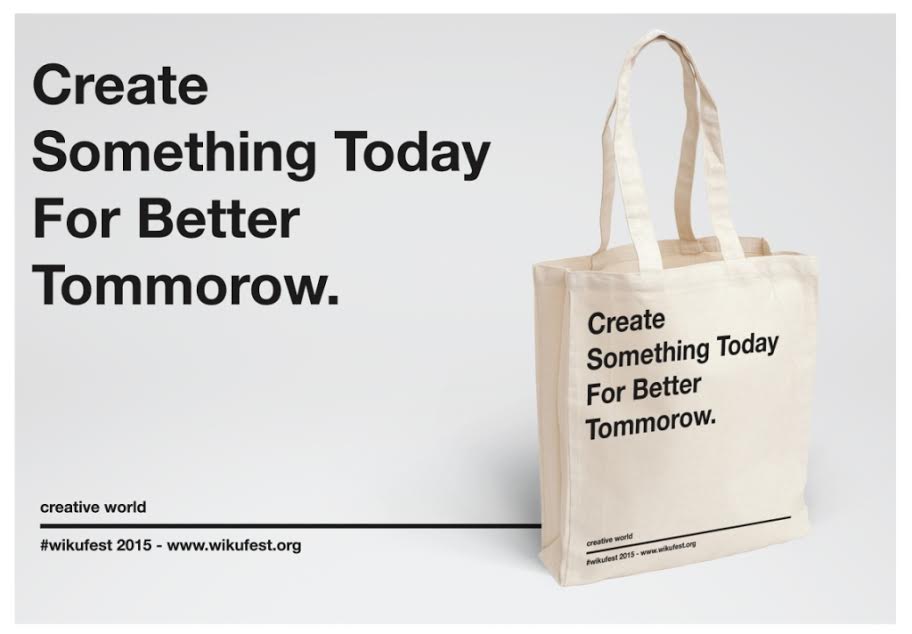 Create
Something Today
For Better
Tommorow.
creative world
#wikufest 2015 - www.wikufest.org
Create
Something Today
For Better
Tommorow.
creative world
#wikufest 2015 - www.wikufest.org